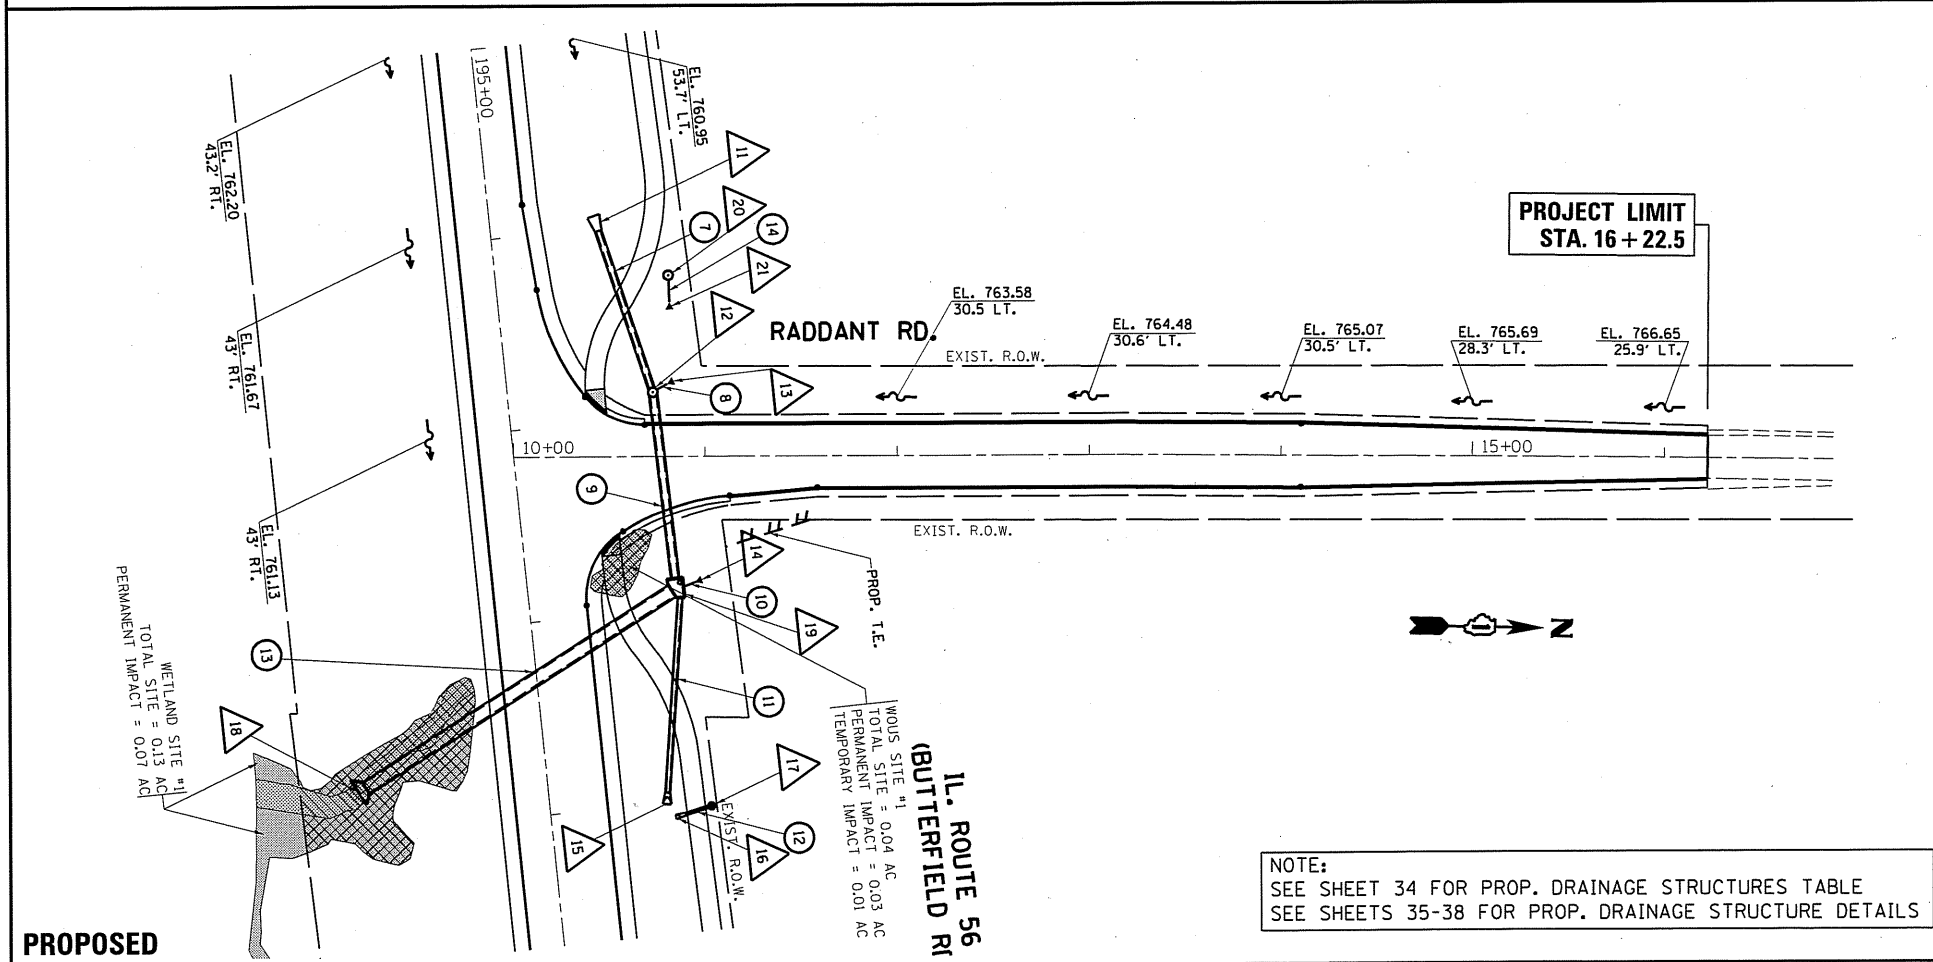 195+00
EL. 760.95
53.7' LT.
EL. 762.20
43.2' RT.
EL. 761.67
43' RT.
EL. 761.13
43' RT.
11
20
7
14
21
12
13
8
RADDANT RD.
EXIST. R.O.W.
EL. 763.58
30.5 LT.
EL. 764.48
30.6' LT.
EL. 765.07
30.5' LT.
EL. 765.69
28.3' LT.
EL. 766.65
25.9' LT.
PROJECT LIMIT
STA. 16+22.5
10+00
15+00
9
EXIST. R.O.W.
14
10
19
PROP. T.E.
1
N
13
11
18
17
12
15
16
WETLAND SITE #1
TOTAL SITE = 0.13 AC
PERMANENT IMPACT = 0.07 AC
WOUS SITE #1
TOTAL SITE = 0.04 AC
PERMANENT IMPACT = 0.03 AC
TEMPORARY IMPACT = 0.01 AC
EXIST. R.O.W.
IL. ROUTE 56
(BUTTERFIELD
NOTE:
SEE SHEET 34 FOR PROP. DRAINAGE STRUCTURES TABLE
SEE SHEETS 35-38 FOR PROP. DRAINAGE STRUCTURE DETAILS
PROPOSED